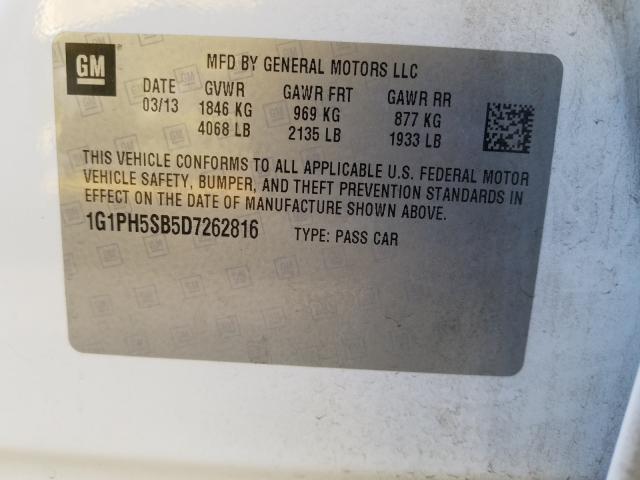 GM
MFD BY GENERAL MOTORS LLC
DATE GVWR GAWR FRT GAWR RR
03/13 1846 KG 969 KG 877 KG
4068 LB 2135 LB 1933 LB
THIS VEHICLE CONFORMS TO ALL APPLICABLE U.S. FEDERAL MOTOR
VEHICLE SAFETY, BUMPER, AND THEFT PREVENTION STANDARDS IN
EFFECT ON THE DATE OF MANUFACTURE SHOWN ABOVE.
1G1PH5SB5D7262816 TYPE: PASS CAR